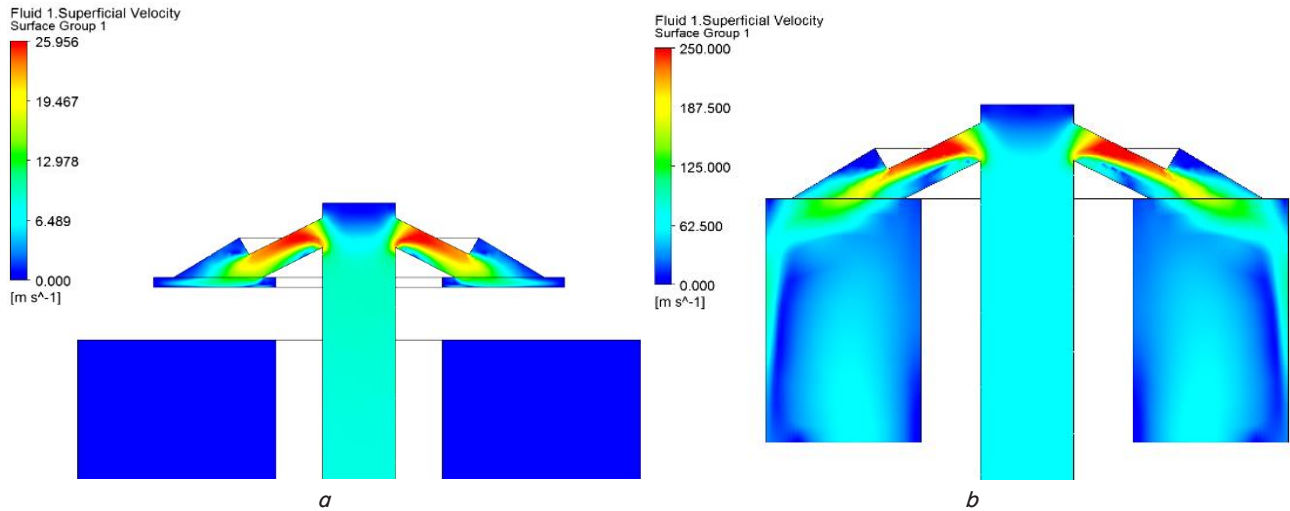 Fluid 1.Superficial Velocity
Surface Group 1
25.956
19.467
12.978
6.489
0.000
[m s^-1]
a
Fluid 1.Superficial Velocity
Surface Group 1
250.000
187.500
125.000
62.500
0.000
[m s^-1]
b